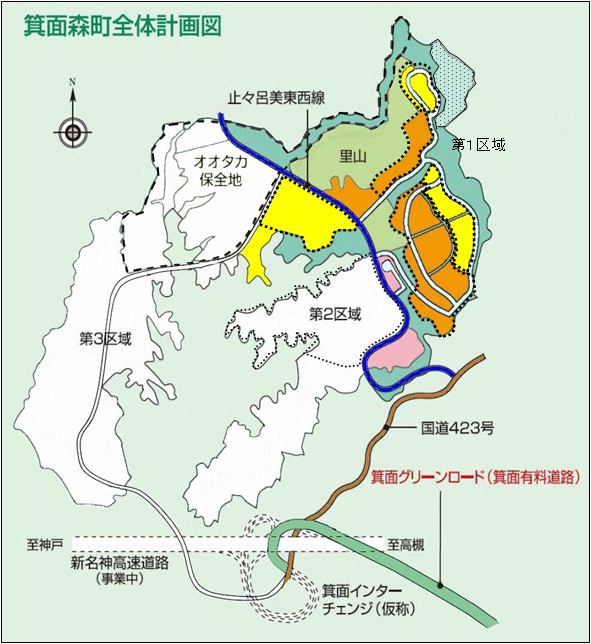 箕面森町全体計画図
N
止々呂美東西線
オオタカ
保全地
里山
第1区域
第2区域
第3区域
国道423号
箕面グリーンロード(箕面有料道路)
至神戸
至高槻
新名神高速道路
(事業中)
箕面インター
チェンジ(仮称)